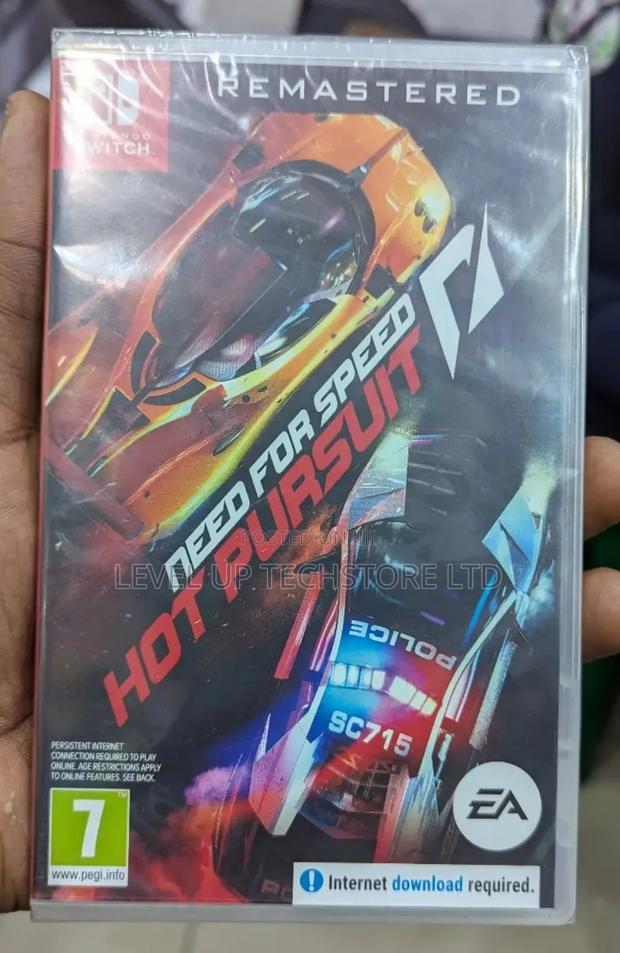 REMASTERED
NINTENDO
SWITCH
NEED FOR SPEED
HOT PURSUIT
POSTED ON JIJI
LEVEL UP TECHSTORE LTD
POLICE
SC715
PERSISTENT INTERNET
CONNECTION REQUIRED TO PLAY
ONLINE. AGE RESTRICTIONS APPLY
TO ONLINE FEATURES. SEE BACK.
7
www.pegi.info
EA
! Internet download required.